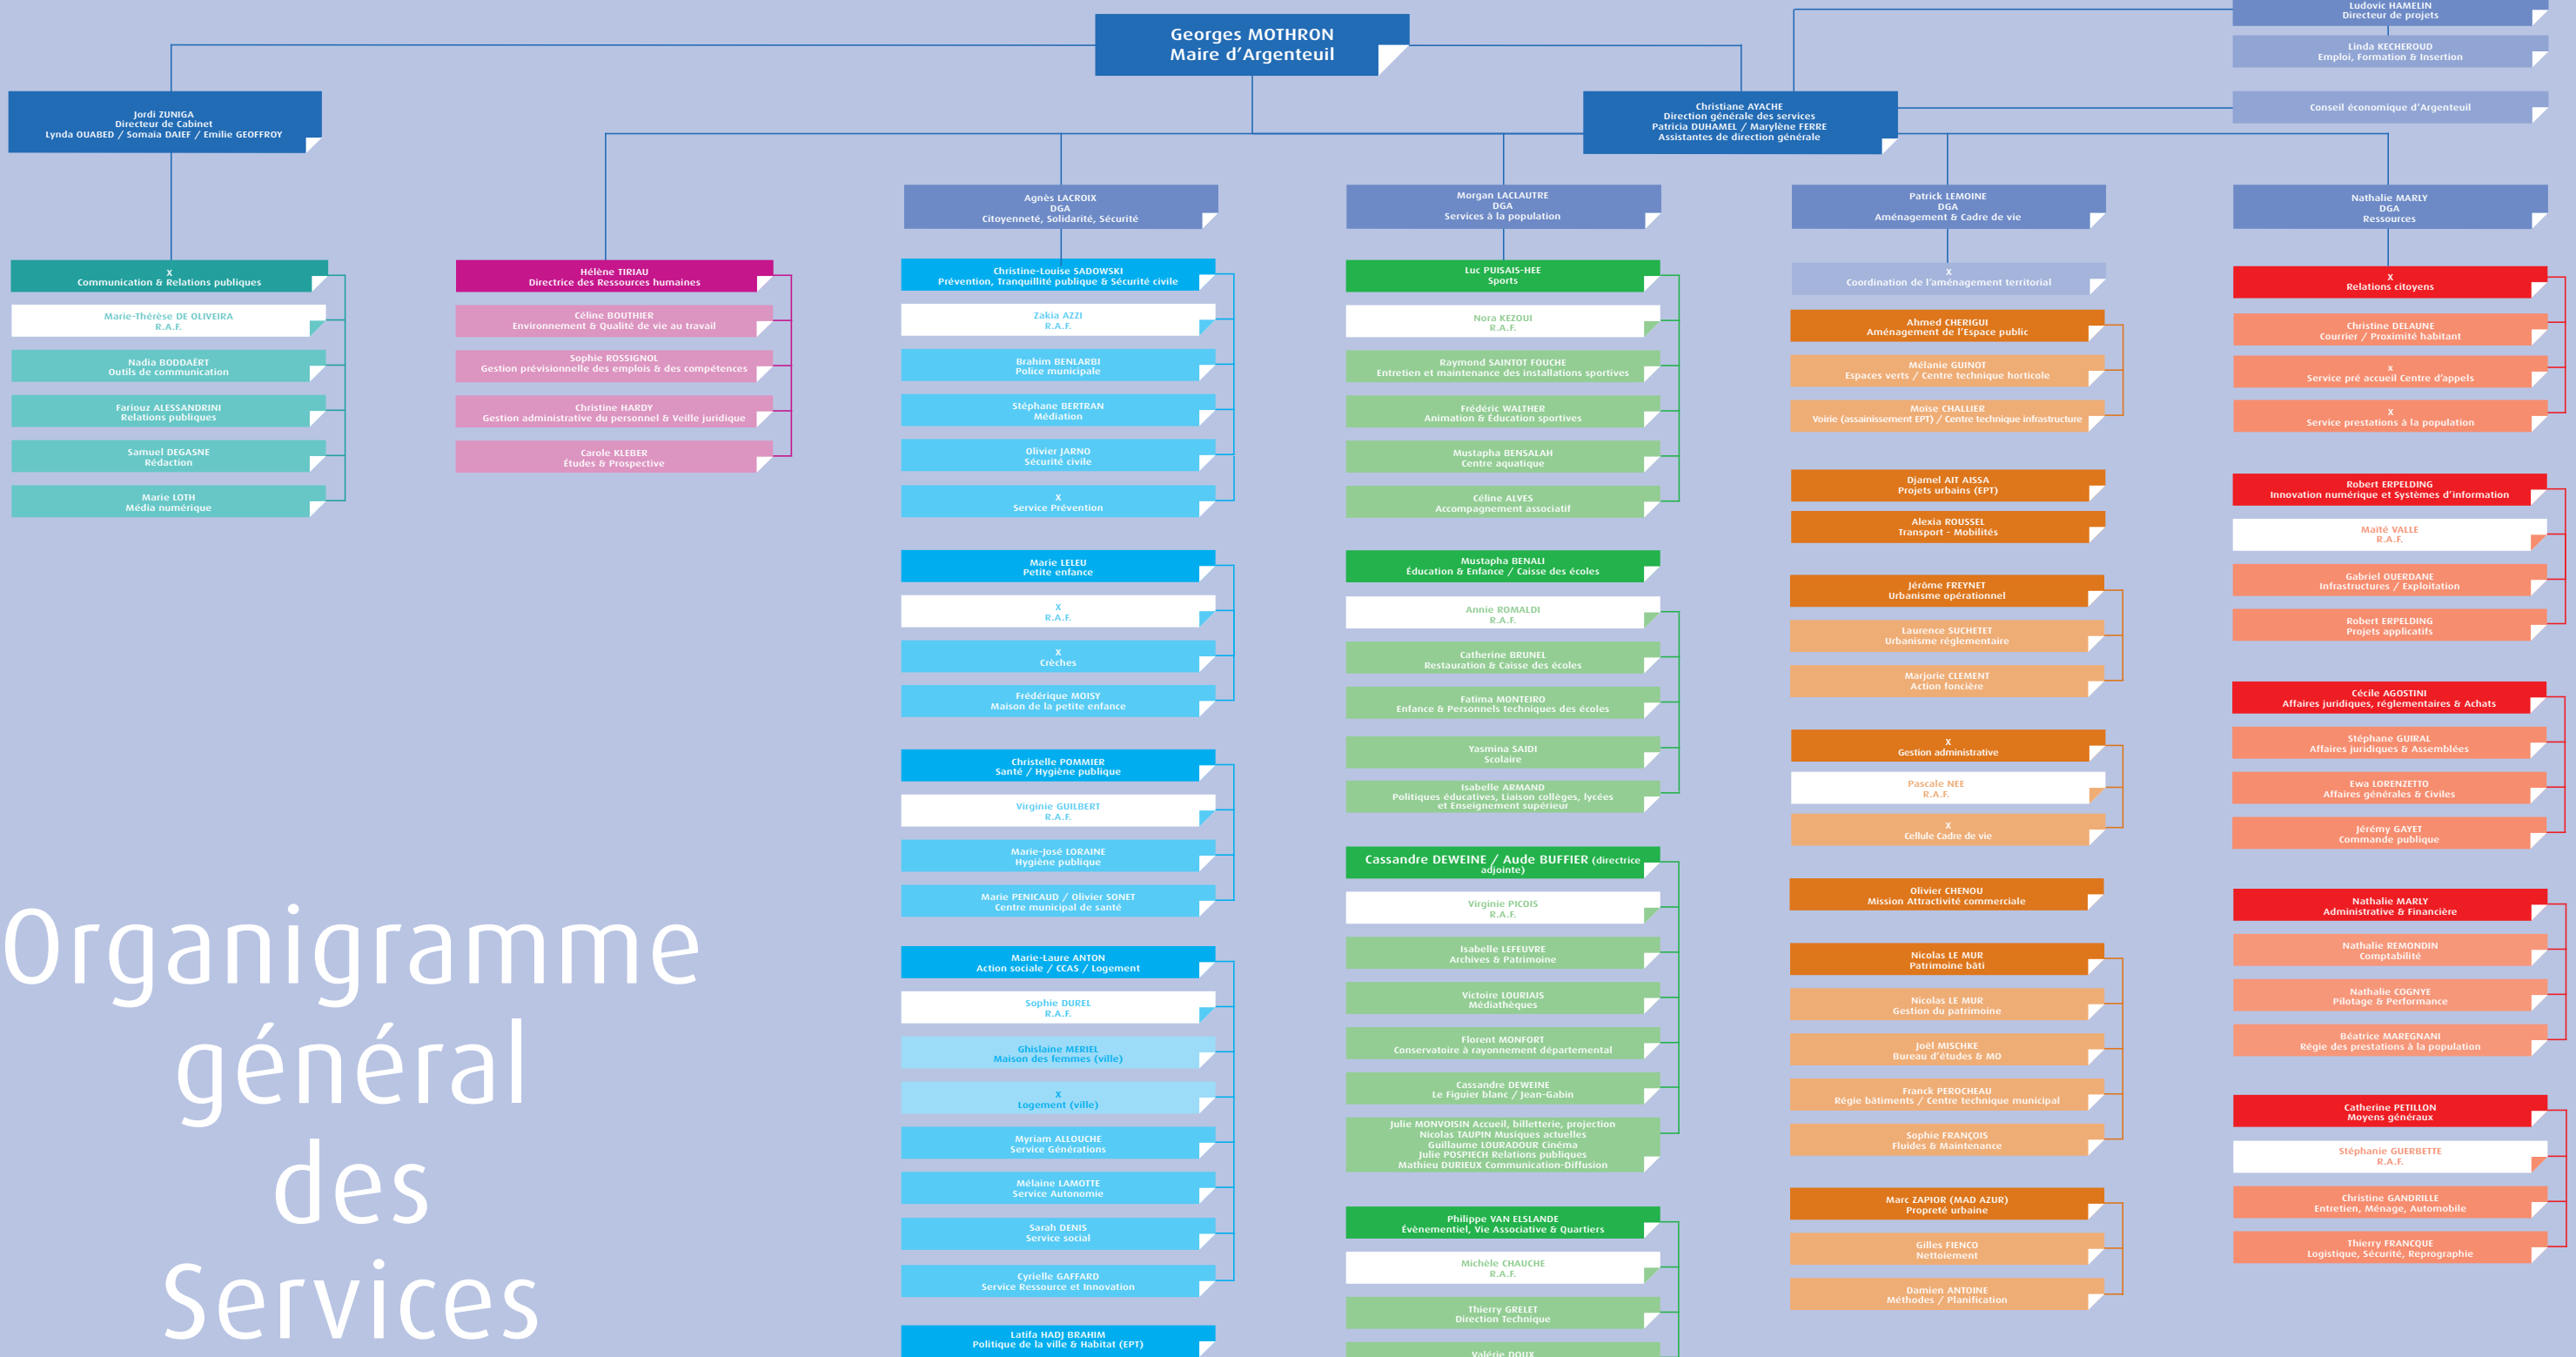 Georges MOTHRON
Maire d'Argenteuil
Ludovic HAMELIN
Directeur de projets
Linda KECHEROUD
Emploi, Formation & Insertion
Conseil économique d'Argenteuil
Jordi ZUNIGA
Directeur de Cabinet
Lynda OUABED / Somaia DAIEF / Emilie GEOFFROY
Christiane AYACHE
Direction générale des services
Patricia DUHAMEL / Marylène FERRE
Assistantes de direction générale
X
Communication & Relations publiques
Marie-Thérèse DE OLIVEIRA
R.A.F.
Nadia BODDAËRT
Outils de communication
Fariouz ALESSANDRINI
Relations publiques
Samuel DEGASNE
Rédaction
Marie LOTH
Média numérique
Hélène TIRIAU
Directrice des Ressources humaines
Céline BOUTHIER
Environnement & Qualité de vie au travail
Sophie ROSSIGNOL
Gestion prévisionnelle des emplois & des compétences
Christine HARDY
Gestion administrative du personnel & Veille juridique
Carole KLEBER
Études & Prospective
Agnès LACROIX
DGA
Citoyenneté, Solidarité, Sécurité
Christine-Louise SADOWSKI
Prévention, Tranquillité publique & Sécurité civile
Zakia AZZI
R.A.F.
Brahim BENLARBI
Police municipale
Stéphane BERTRAN
Médiation
Olivier JARNO
Sécurité civile
X
Service Prévention
Marie LELEU
Petite enfance
X
R.A.F.
X
Crèches
Frédérique MOISY
Maison de la petite enfance
Christelle POMMIER
Santé / Hygiène publique
Virginie GUILBERT
R.A.F.
Marie-José LORAINE
Hygiène publique
Marie PENICAUD / Olivier SONET
Centre municipal de santé
Marie-Laure ANTON
Action sociale / CCAS / Logement
Sophie DUREL
R.A.F.
Ghislaine MERIEL
Maison des femmes (ville)
X
Logement (ville)
Myriam ALLOUCHE
Service Générations
Mélaine LAMOTTE
Service Autonomie
Sarah DENIS
Service social
Cyrielle GAFFARD
Service Ressource et Innovation
Latifa HADJ BRAHIM
Politique de la ville & Habitat (EPT)
Morgan LACLAUTRE
DGA
Services à la population
Luc PUISAIS-HEE
Sports
Nora KEZOUI
R.A.F.
Raymond SAINTOT FOUCHE
Entretien et maintenance des installations sportives
Frédéric WALTHER
Animation & Éducation sportives
Mustapha BENSALAH
Centre aquatique
Céline ALVES
Accompagnement associatif
Mustapha BENALI
Éducation & Enfance / Caisse des écoles
Annie ROMALDI
R.A.F.
Catherine BRUNEL
Restauration & Caisse des écoles
Fatima MONTEIRO
Enfance & Personnels techniques des écoles
Yasmina SAIDI
Scolaire
Isabelle ARMAND
Politiques éducatives, Liaison collèges, lycées
et Enseignement supérieur
Cassandre DEWEINE / Aude BUFFIER (directrice
adjointe)
Virginie PICOIS
R.A.F.
Isabelle LEFEUVRE
Archives & Patrimoine
Victoire LOURIAIS
Médiathèques
Florent MONFORT
Conservatoire à rayonnement départemental
Cassandre DEWEINE
Le Figuier blanc / Jean-Gabin
Julie MONVOISIN Accueil, billetterie, projection
Nicolas TAUPIN Musiques actuelles
Guillaume LOURADOUR Cinéma
Julie POSPIECH Relations publiques
Mathieu DURIEUX Communication-Diffusion
Philippe VAN ELSLANDE
Évènementiel, Vie Associative & Quartiers
Michèle CHAUCHE
R.A.F.
Thierry GRELET
Direction Technique
Valérie DOUX
Patrick LEMOINE
DGA
Aménagement & Cadre de vie
X
Coordination de l'aménagement territorial
Ahmed CHERIGUI
Aménagement de l'Espace public
Mélanie GUINOT
Espaces verts / Centre technique horticole
Moïse CHALLIER
Voirie (assainissement EPT) / Centre technique infrastructure
Djamel AIT AISSA
Projets urbains (EPT)
Alexia ROUSSEL
Transport - Mobilités
Jérôme FREYNET
Urbanisme opérationnel
Laurence SUCHETET
Urbanisme réglementaire
Marjorie CLEMENT
Action foncière
X
Gestion administrative
Pascale NEE
R.A.F.
X
Cellule Cadre de vie
Olivier CHENOU
Mission Attractivité commerciale
Nicolas LE MUR
Patrimoine bâti
Nicolas LE MUR
Gestion du patrimoine
Joël MISCHKE
Bureau d'études & MO
Franck PEROCHEAU
Régie bâtiments / Centre technique municipal
Sophie FRANÇOIS
Fluides & Maintenance
Marc ZAPIOR (MAD AZUR)
Propreté urbaine
Gilles FIENCO
Nettoiement
Damien ANTOINE
Méthodes / Planification
Nathalie MARLY
DGA
Ressources
X
Relations citoyens
Christine DELAUNE
Courrier / Proximité habitant
X
Service pré accueil Centre d'appels
X
Service prestations à la population
Robert ERPELDING
Innovation numérique et Systèmes d'information
Maïté VALLE
R.A.F.
Gabriel OUERDANE
Infrastructures / Exploitation
Robert ERPELDING
Projets applicatifs
Cécile AGOSTINI
Affaires juridiques, réglementaires & Achats
Stéphane GUIRAL
Affaires juridiques & Assemblées
Ewa LORENZETTO
Affaires générales & Civiles
Jérémy GAYET
Commande publique
Nathalie MARLY
Administrative & Financière
Nathalie REMONDIN
Comptabilité
Nathalie COGNYE
Pilotage & Performance
Béatrice MAREGNANI
Régie des prestations à la population
Catherine PETILLON
Moyens généraux
Stéphanie GUERBETTE
R.A.F.
Christine GANDRILLE
Entretien, Ménage, Automobile
Thierry FRANCQUE
Logistique, Sécurité, Reprographie
Organigramme
général
des
Services